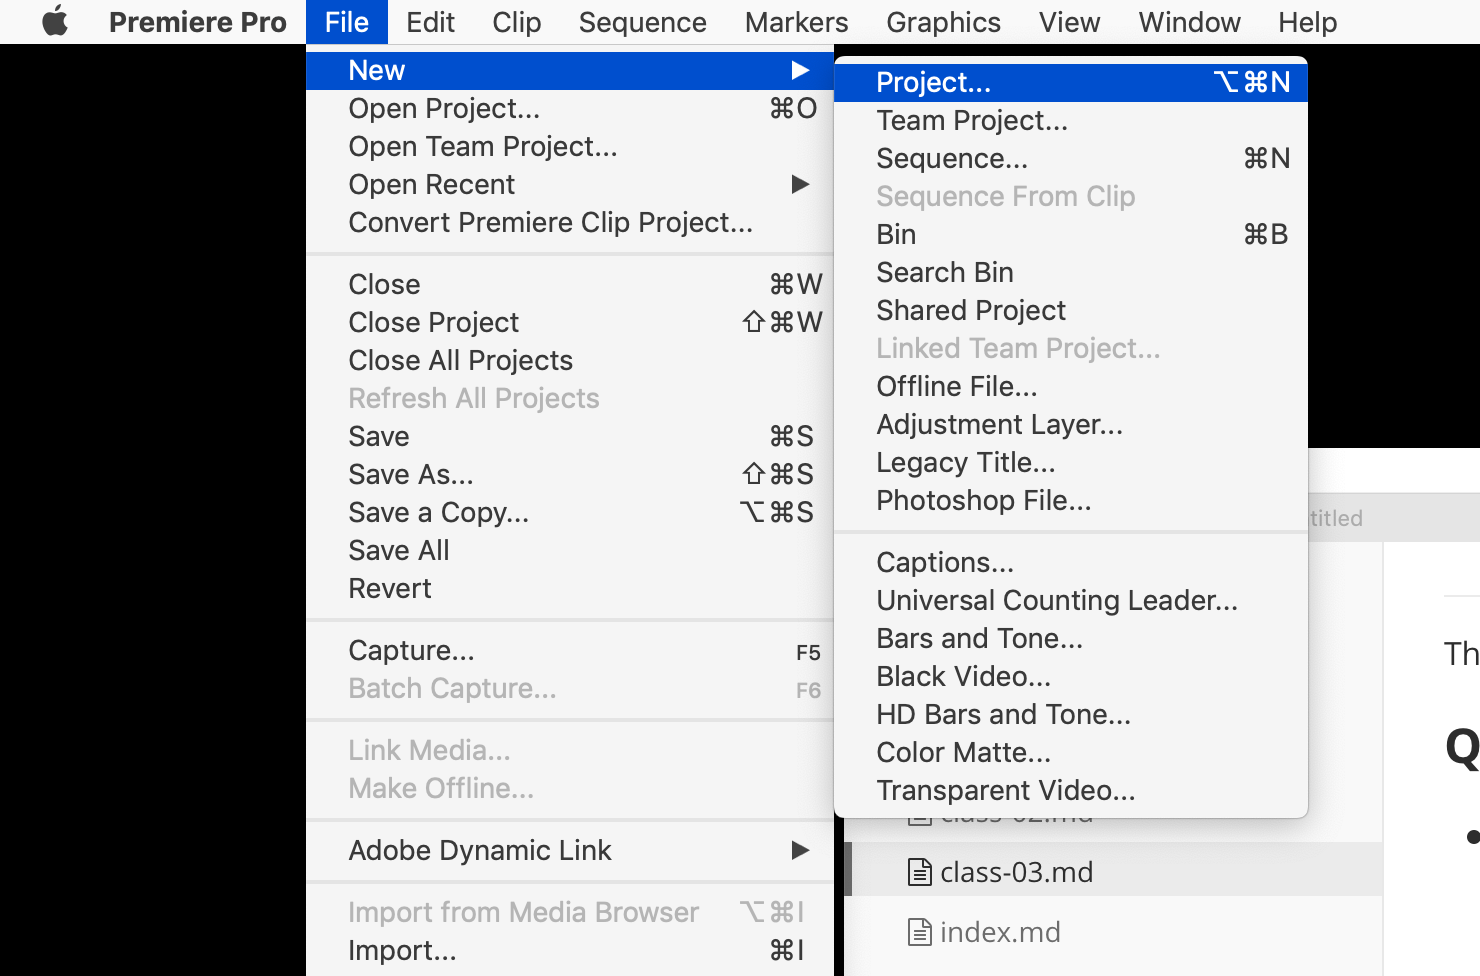 Premiere Pro File Edit Clip Sequence Markers Graphics View Window Help
New
Open Project... ⌘O
Open Team Project...
Open Recent
Convert Premiere Clip Project...
Close ⌘W
Close Project ⇧⌘W
Close All Projects
Refresh All Projects
Save ⌘S
Save As... ⇧⌘S
Save a Copy... ⌥⌘S
Save All
Revert
Capture... F5
Batch Capture... F6
Link Media...
Make Offline...
Adobe Dynamic Link
Import from Media Browser ⌥⌘I
Import... ⌘I
Project... ⌥⌘N
Team Project...
Sequence... ⌘N
Sequence From Clip
Bin ⌘B
Search Bin
Shared Project
Linked Team Project...
Offline File...
Adjustment Layer...
Legacy Title...
Photoshop File...
Captions...
Universal Counting Leader...
Bars and Tone...
Black Video...
HD Bars and Tone...
Color Matte...
Transparent Video...
class-02.md
class-03.md
index.md
titled
Th
Q